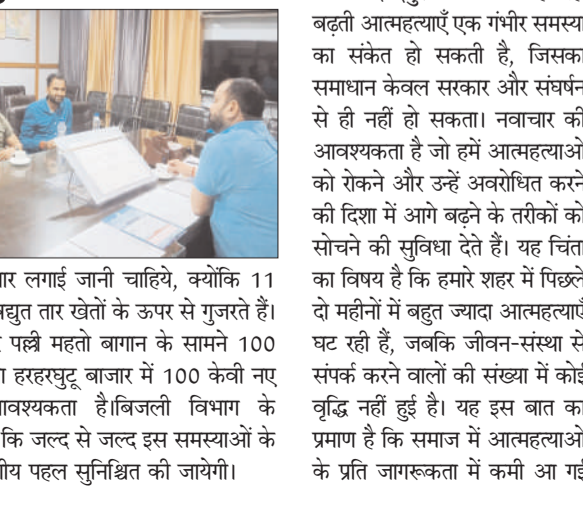 ार लगाई जानी चाहिये, क्योंकि 11
द्युत तार खेतों के ऊपर से गुजरते हैं।
पल्ली महतो बागान के सामने 100
हरहरघुटू बाजार में 100 केवी नए
ावश्यकता है।बिजली विभाग के
कि जल्द से जल्द इस समस्याओं के
ीय पहल सुनिश्चित की जायेगी।
बढ़ती आत्महत्याएँ एक गंभीर समस्या
का संकेत हो सकती है, जिसका
समाधान केवल सरकार और संघर्षन
से ही नहीं हो सकता। नवाचार की
आवश्यकता है जो हमें आत्महत्याओ
को रोकने और उन्हें अवरोधित करने
की दिशा में आगे बढ़ने के तरीकों को
सोचने की सुविधा देते हैं। यह चिंता
का विषय है कि हमारे शहर में पिछले
दो महीनों में बहुत ज्यादा आत्महत्याएँ
घट रही हैं, जबकि जीवन-संस्था से
संपर्क करने वालों की संख्या में कोई
वृद्धि नहीं हुई है। यह इस बात का
प्रमाण है कि समाज में आत्महत्याओ
के प्रति जागरूकता में कमी आ गई